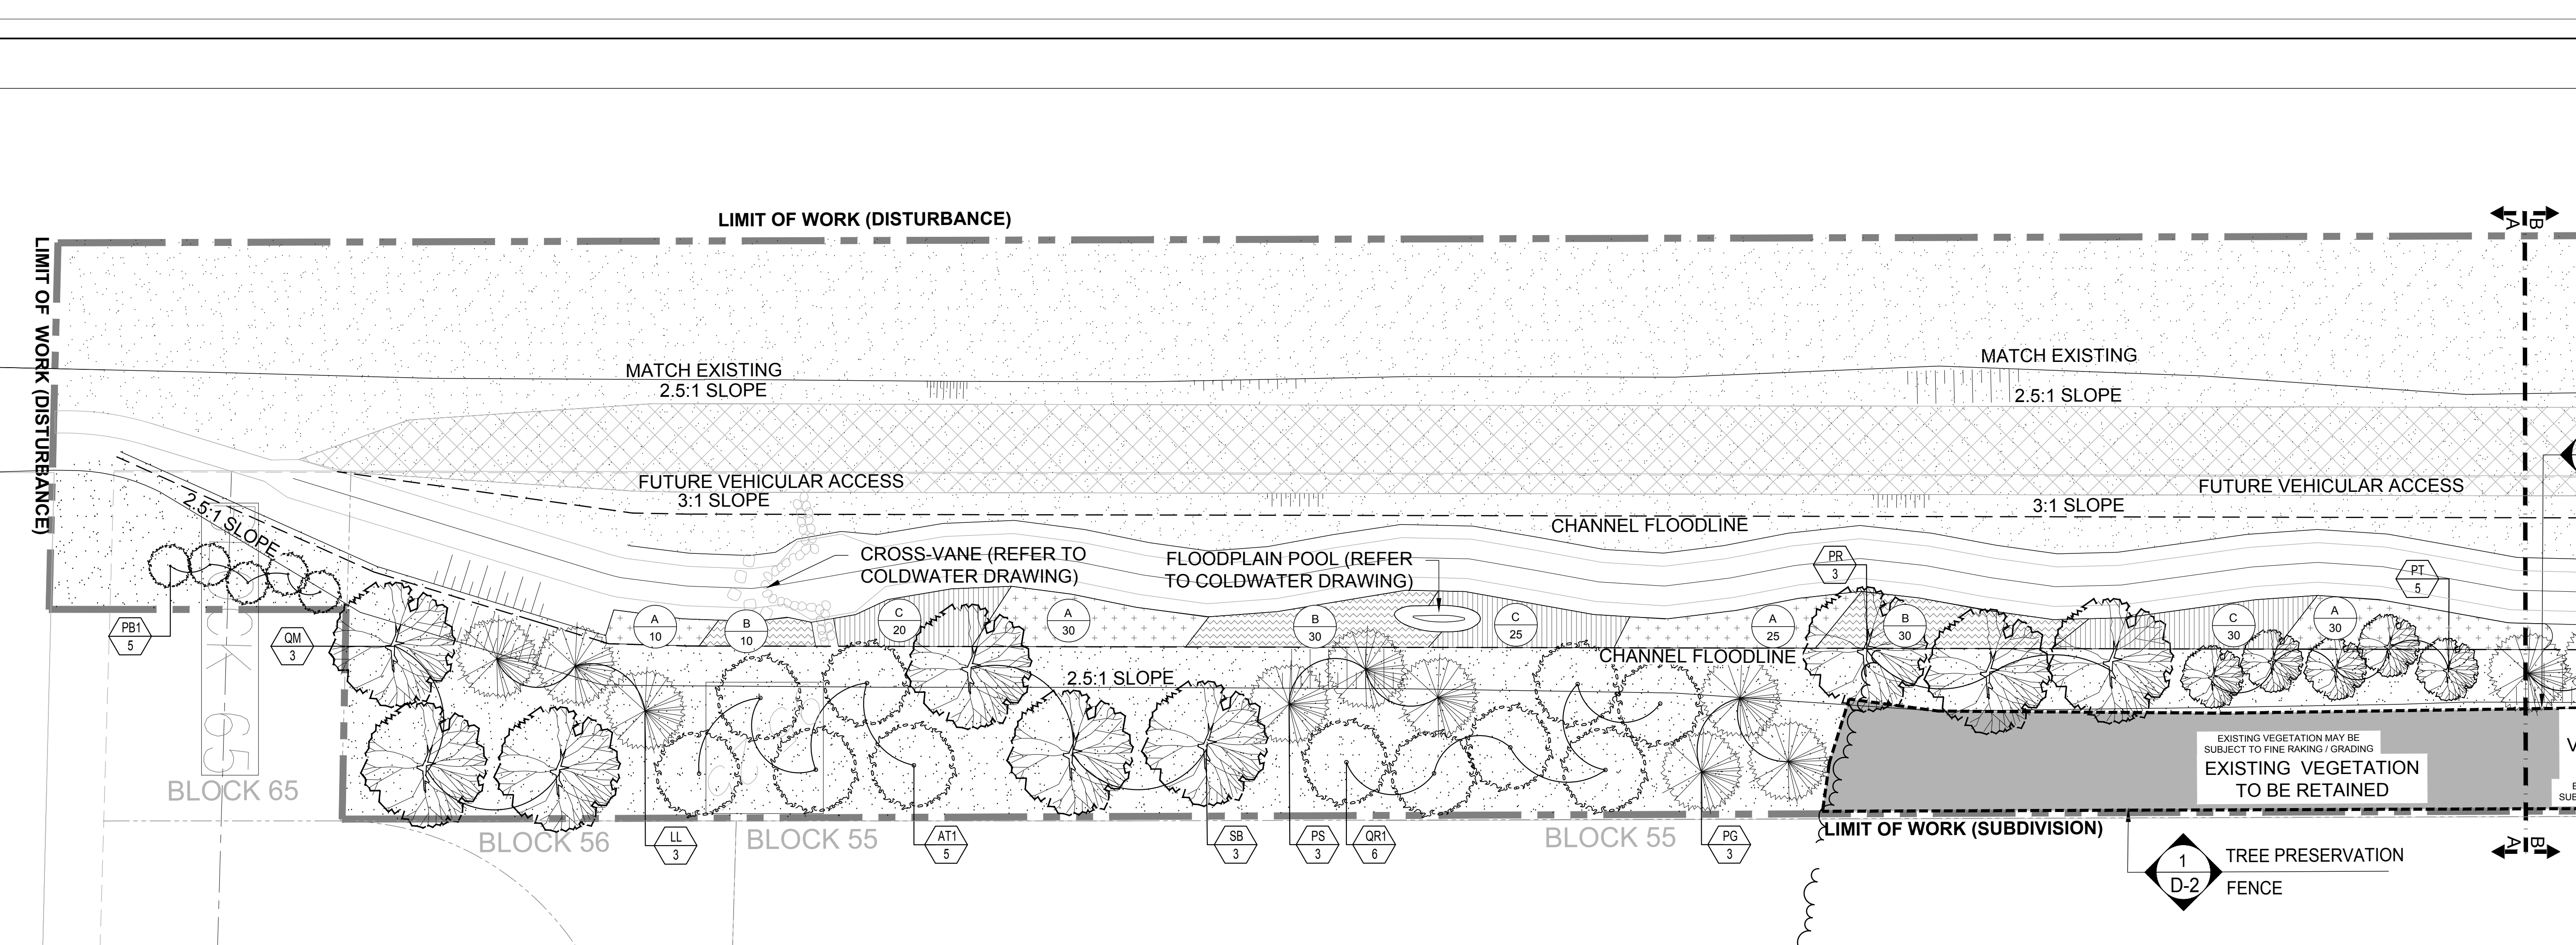 LIMIT OF WORK (DISTURBANCE)
A
B
LIMIT OF  WORK (DISTURBANCE)
MATCH EXISTING
2.5:1 SLOPE
MATCH EXISTING
2.5:1 SLOPE
FUTURE VEHICULAR ACCESS
3:1 SLOPE
FUTURE VEHICULAR ACCESS
3:1 SLOPE
2.5:1 SLOPE
CHANNEL FLOODLINE
CROSS-VANE (REFER TO
COLDWATER DRAWING)
FLOODPLAIN POOL (REFER
TO COLDWATER DRAWING)
PR
3
PT
5
PB1
5
QM
3
A
10
B
10
C
20
A
30
B
30
C
25
A
25
B
30
C
30
A
30
CHANNEL FLOODLINE
2.5:1 SLOPE
CK 65
BLOCK 65
EXISTING VEGETATION MAY BE
SUBJECT TO FINE RAKING / GRADING
EXISTING  VEGETATION
TO BE RETAINED
V
SUB
BLOCK 56
BLOCK 55
BLOCK 55
LL
3
AT1
5
SB
3
PS
3
QR1
6
PG
3
LIMIT OF WORK (SUBDIVISION)
1
D-2
TREE PRESERVATION
FENCE
A
B